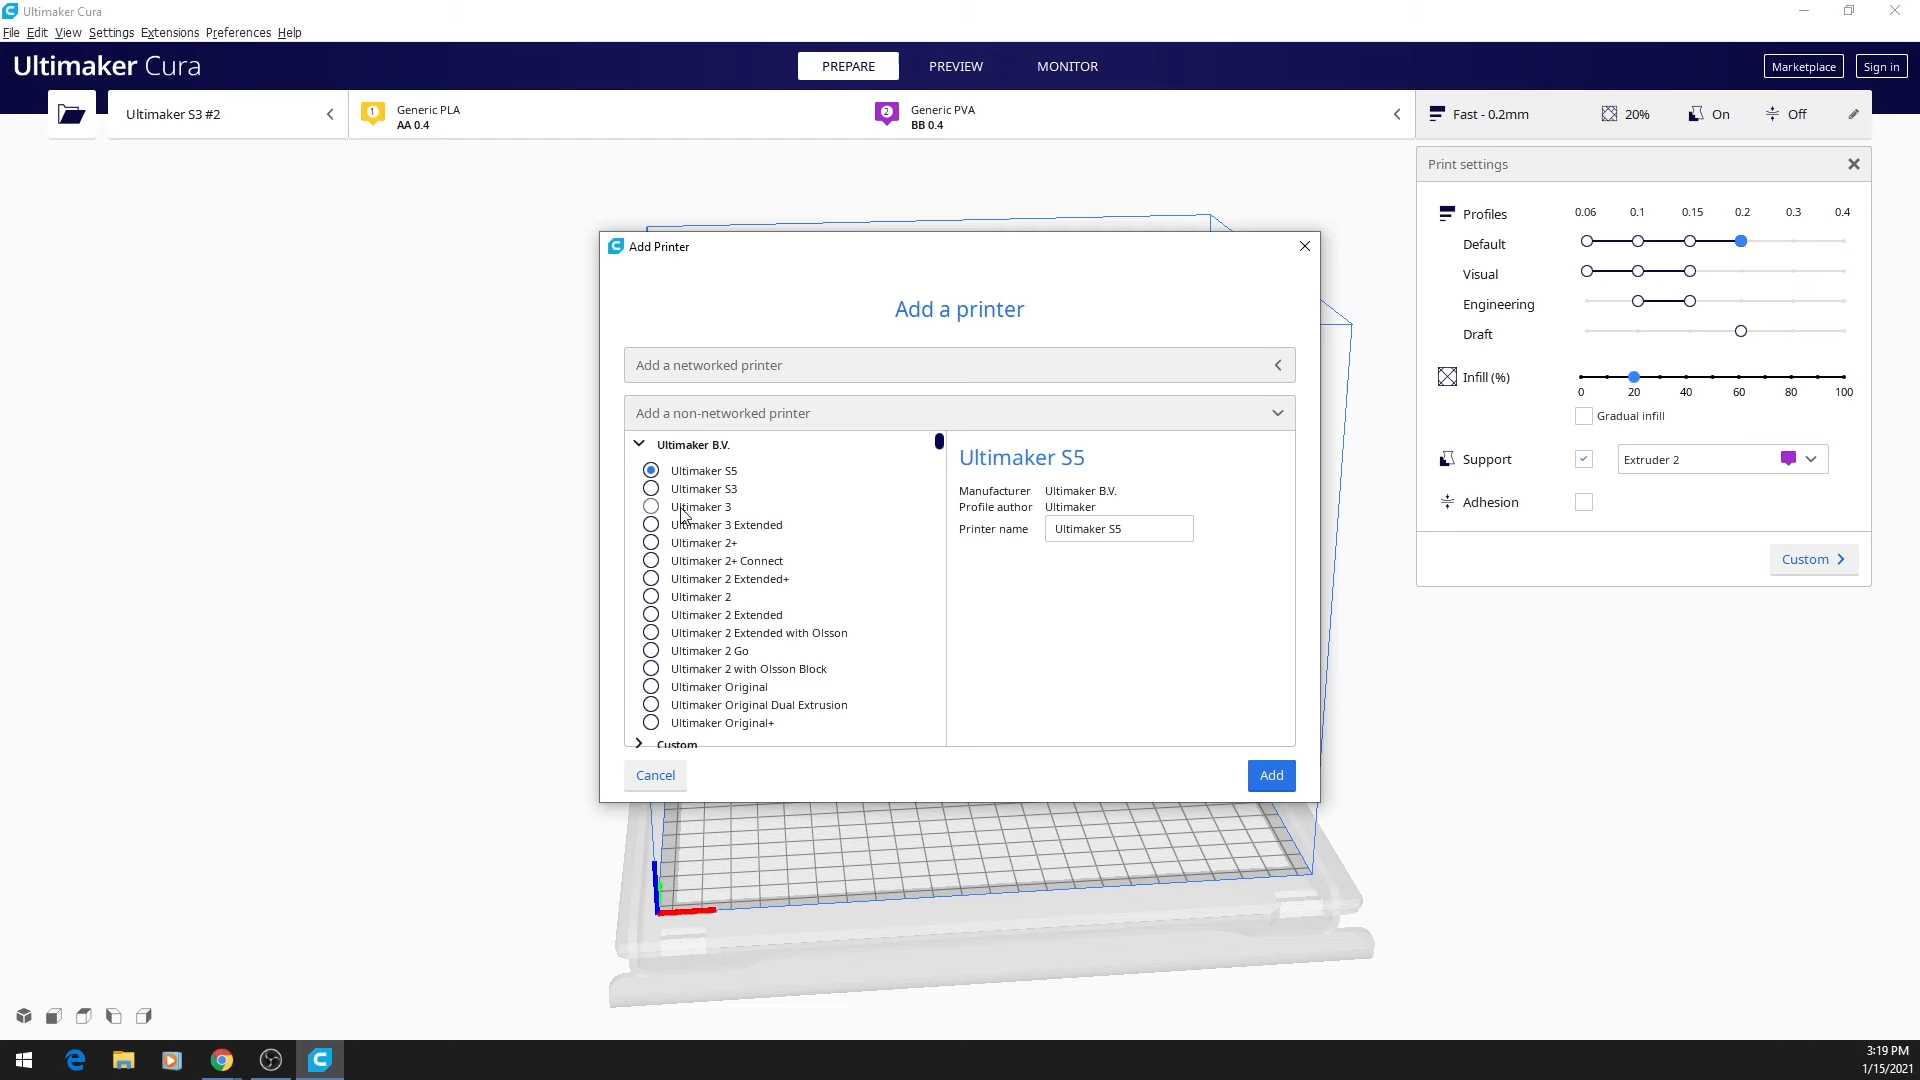 Ultimaker Cura
File Edit View Settings Extensions Preferences Help
Ultimaker Cura
PREPARE
PREVIEW
MONITOR
Marketplace
Sign in
Ultimaker S3 #2
1
Generic PLA
AA 0.4
2
Generic PVA
BB 0.4
Fast - 0.2mm
20%
On
Off
Print settings
Profiles
0.06 0.1 0.15 0.2 0.3 0.4
Default
Visual
Engineering
Draft
Infill (%)
0 20 40 60 80 100
Gradual infill
Support
Extruder 2
Adhesion
Custom
Add Printer
Add a printer
Add a networked printer
Add a non-networked printer
Ultimaker B.V.
Ultimaker S5
Ultimaker S3
Ultimaker 3
Ultimaker 3 Extended
Ultimaker 2+
Ultimaker 2+ Connect
Ultimaker 2 Extended+
Ultimaker 2
Ultimaker 2 Extended
Ultimaker 2 Extended with Olsson
Ultimaker 2 Go
Ultimaker 2 with Olsson Block
Ultimaker Original
Ultimaker Original Dual Extrusion
Ultimaker Original+
Custom
Ultimaker S5
Manufacturer Ultimaker B.V.
Profile author Ultimaker
Printer name Ultimaker S5
Cancel
Add
3:19 PM
1/15/2021